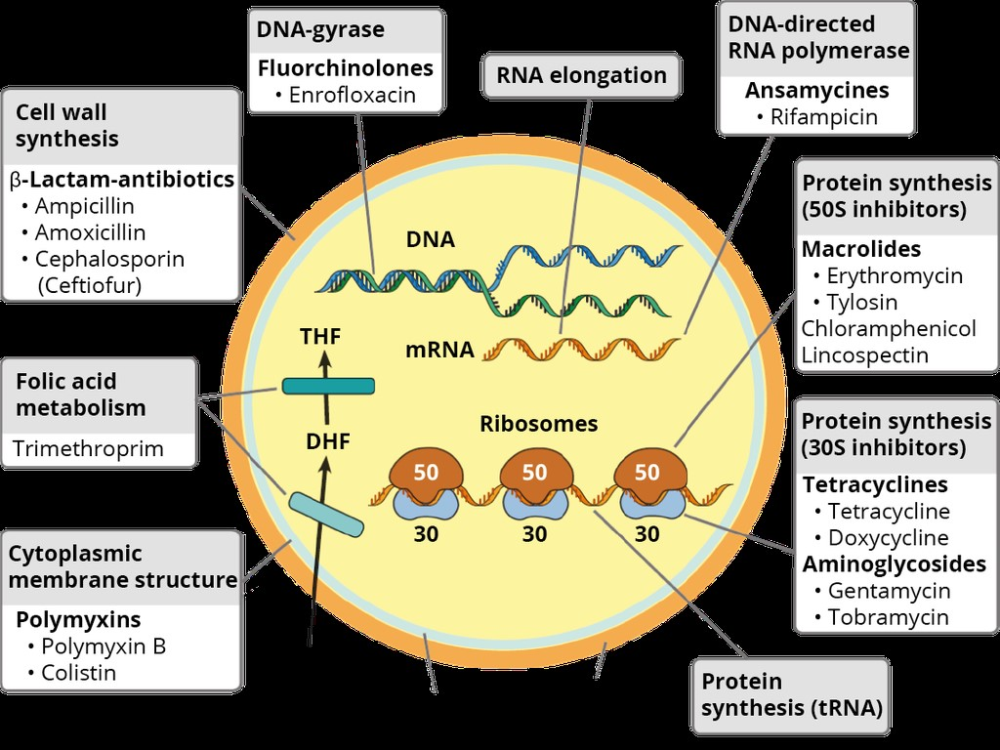 DNA-gyrase
Fluorchinolones
• Enrofloxacin
RNA elongation
DNA-directed
RNA polymerase
Ansamycines
• Rifampicin
Cell wall
synthesis
β-Lactam-antibiotics
• Ampicillin
• Amoxicillin
• Cephalosporin
(Ceftiofur)
Protein synthesis
(50S inhibitors)
Macrolides
• Erythromycin
• Tylosin
Chloramphenicol
Lincospectin
DNA
THF
mRNA
Folic acid
metabolism
Trimethroprim
DHF
Ribosomes
50
50
50
30
30
30
Protein synthesis
(30S inhibitors)
Tetracyclines
• Tetracycline
• Doxycycline
Aminoglycosides
• Gentamycin
• Tobramycin
Cytoplasmic
membrane structure
Polymyxins
• Polymyxin B
• Colistin
Protein
synthesis (tRNA)